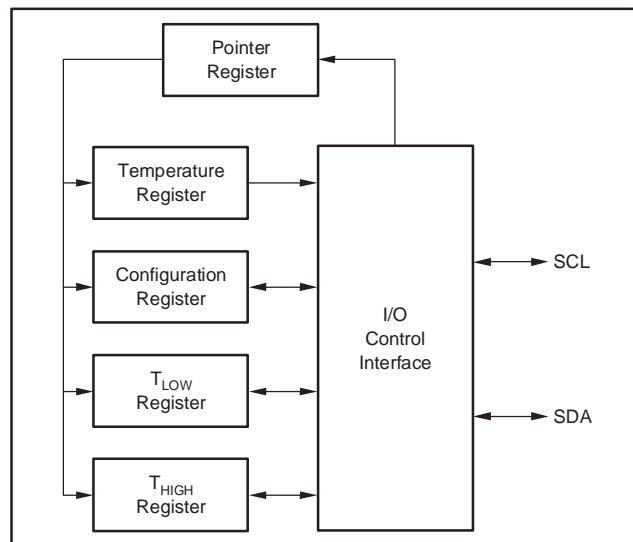 Pointer
Register
Temperature
Register
Configuration
Register
T_LOW
Register
T_HIGH
Register
I/O
Control
Interface
SCL
SDA